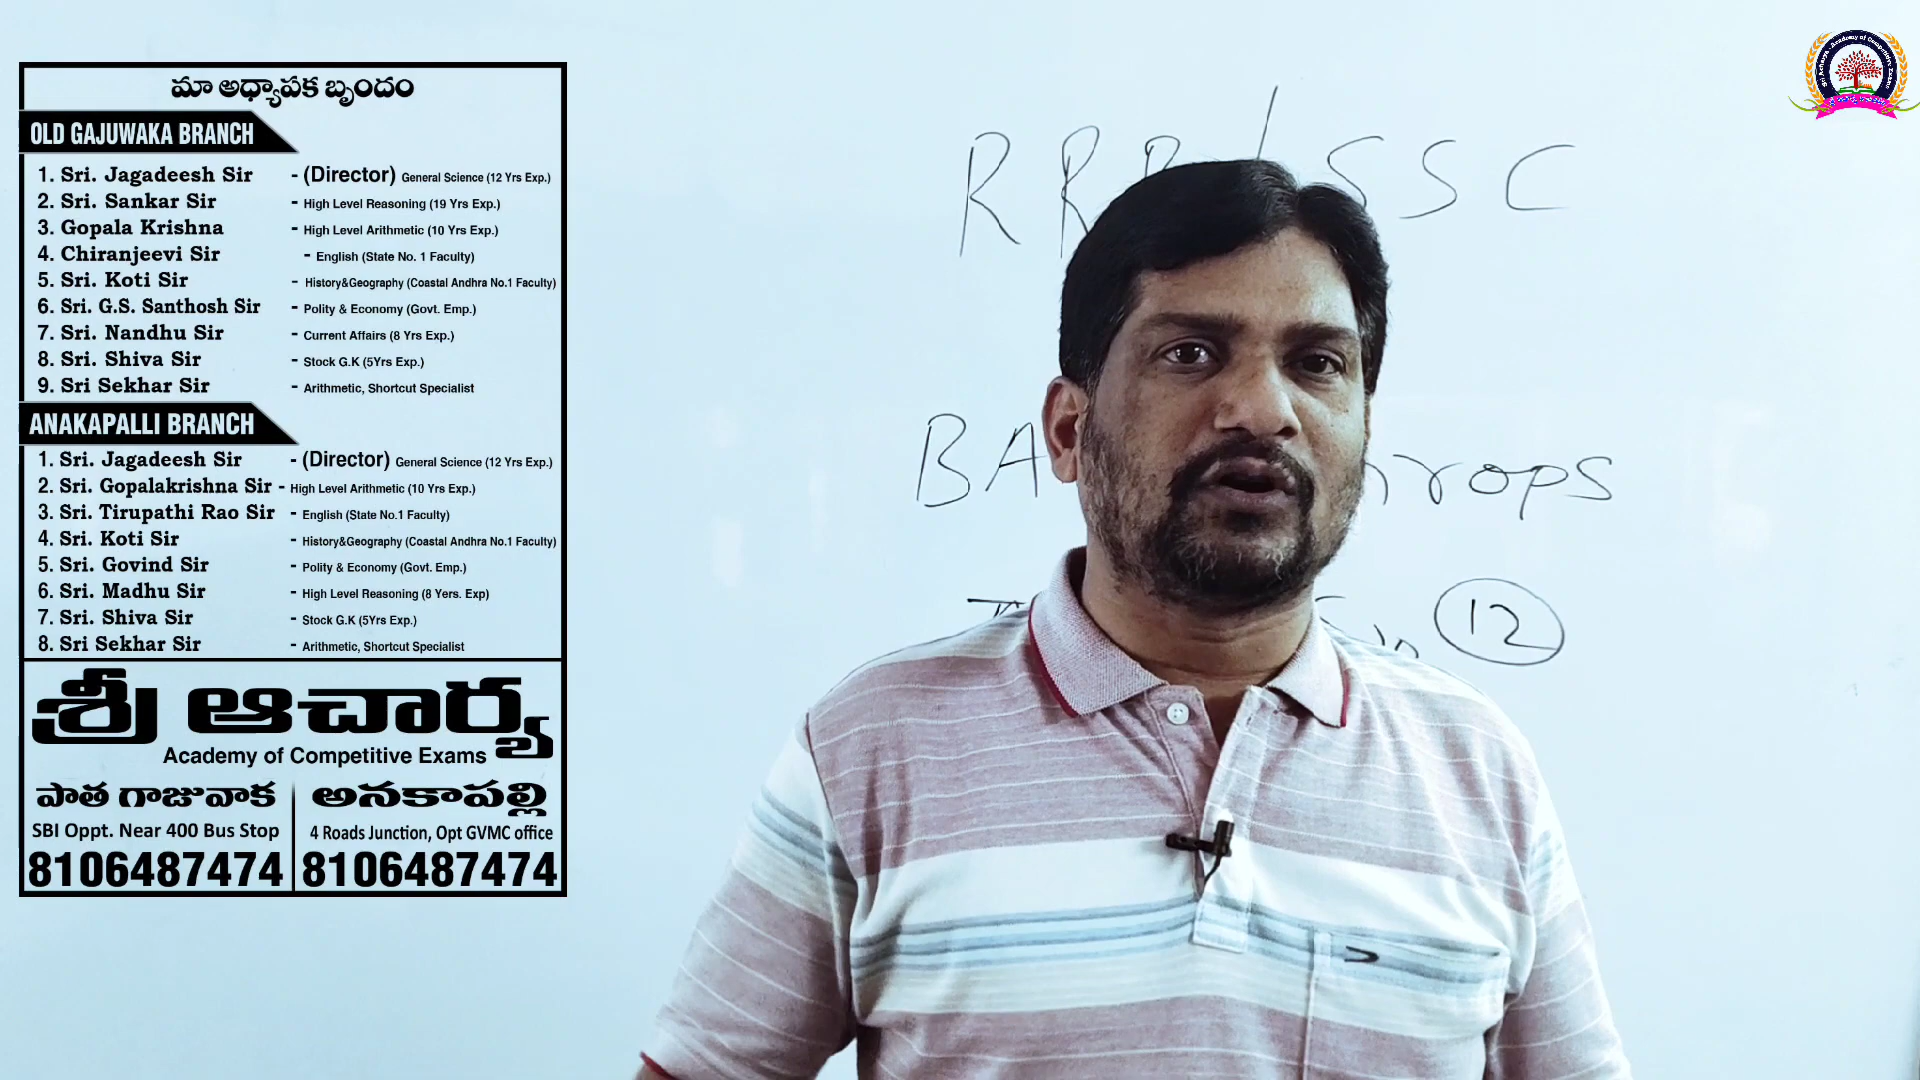 మా అధ్యాపక బృందం
OLD GAJUWAKA BRANCH
1. Sri. Jagadeesh Sir - (Director) General Science (12 Yrs Exp.)
2. Sri. Sankar Sir - High Level Reasoning (19 Yrs Exp.)
3. Gopala Krishna - High Level Arithmetic (10 Yrs Exp.)
4. Chiranjeevi Sir - English (State No. 1 Faculty)
5. Sri. Koti Sir - History&Geography (Coastal Andhra No.1 Faculty)
6. Sri. G.S. Santhosh Sir - Polity & Economy (Govt. Emp.)
7. Sri. Nandhu Sir - Current Affairs (8 Yrs Exp.)
8. Sri. Shiva Sir - Stock G.K (5Yrs Exp.)
9. Sri Sekhar Sir - Arithmetic, Shortcut Specialist
ANAKAPALLI BRANCH
1. Sri. Jagadeesh Sir - (Director) General Science (12 Yrs Exp.)
2. Sri. Gopalakrishna Sir - High Level Arithmetic (10 Yrs Exp.)
3. Sri. Tirupathi Rao Sir - English (State No.1 Faculty)
4. Sri. Koti Sir - History&Geography (Coastal Andhra No.1 Faculty)
5. Sri. Govind Sir - Polity & Economy (Govt. Emp.)
6. Sri. Madhu Sir - High Level Reasoning (8 Yers. Exp)
7. Sri. Shiva Sir - Stock G.K (5Yrs Exp.)
8. Sri Sekhar Sir - Arithmetic, Shortcut Specialist
శ్రీ ఆచార్య
Academy of Competitive Exams
పాత గాజువాక
SBI Oppt. Near 400 Bus Stop
8106487474
అనకాపల్లి
4 Roads Junction, Opt GVMC office
8106487474
RRB/SSC
12